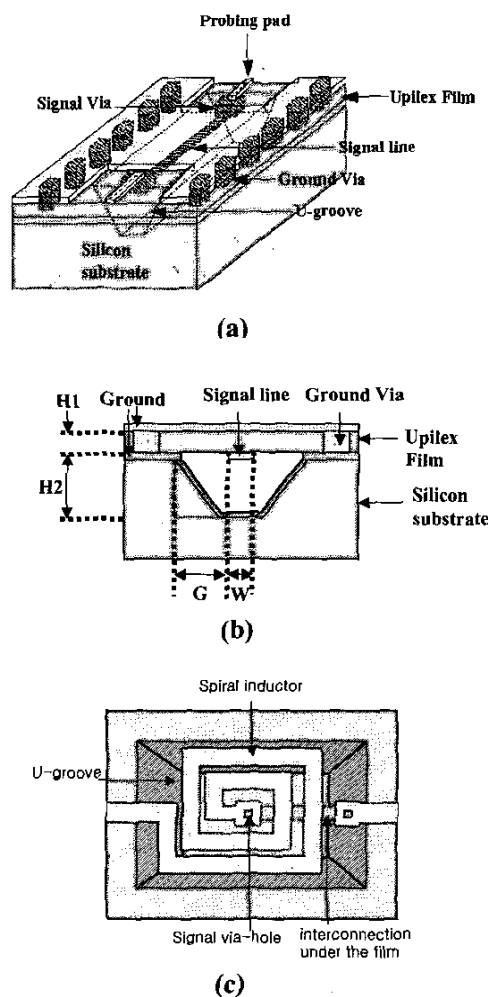 Probing pad
Signal Via
Upilex Film
Signal line
Ground Via
U-groove
Silicon
substrate
(a)
H1
Ground
Signal line
Ground Via
Upilex
Film
H2
Silicon
substrate
G
W
(b)
Spiral inductor
U-groove
Signal via-hole
interconnection
under the film
(c)